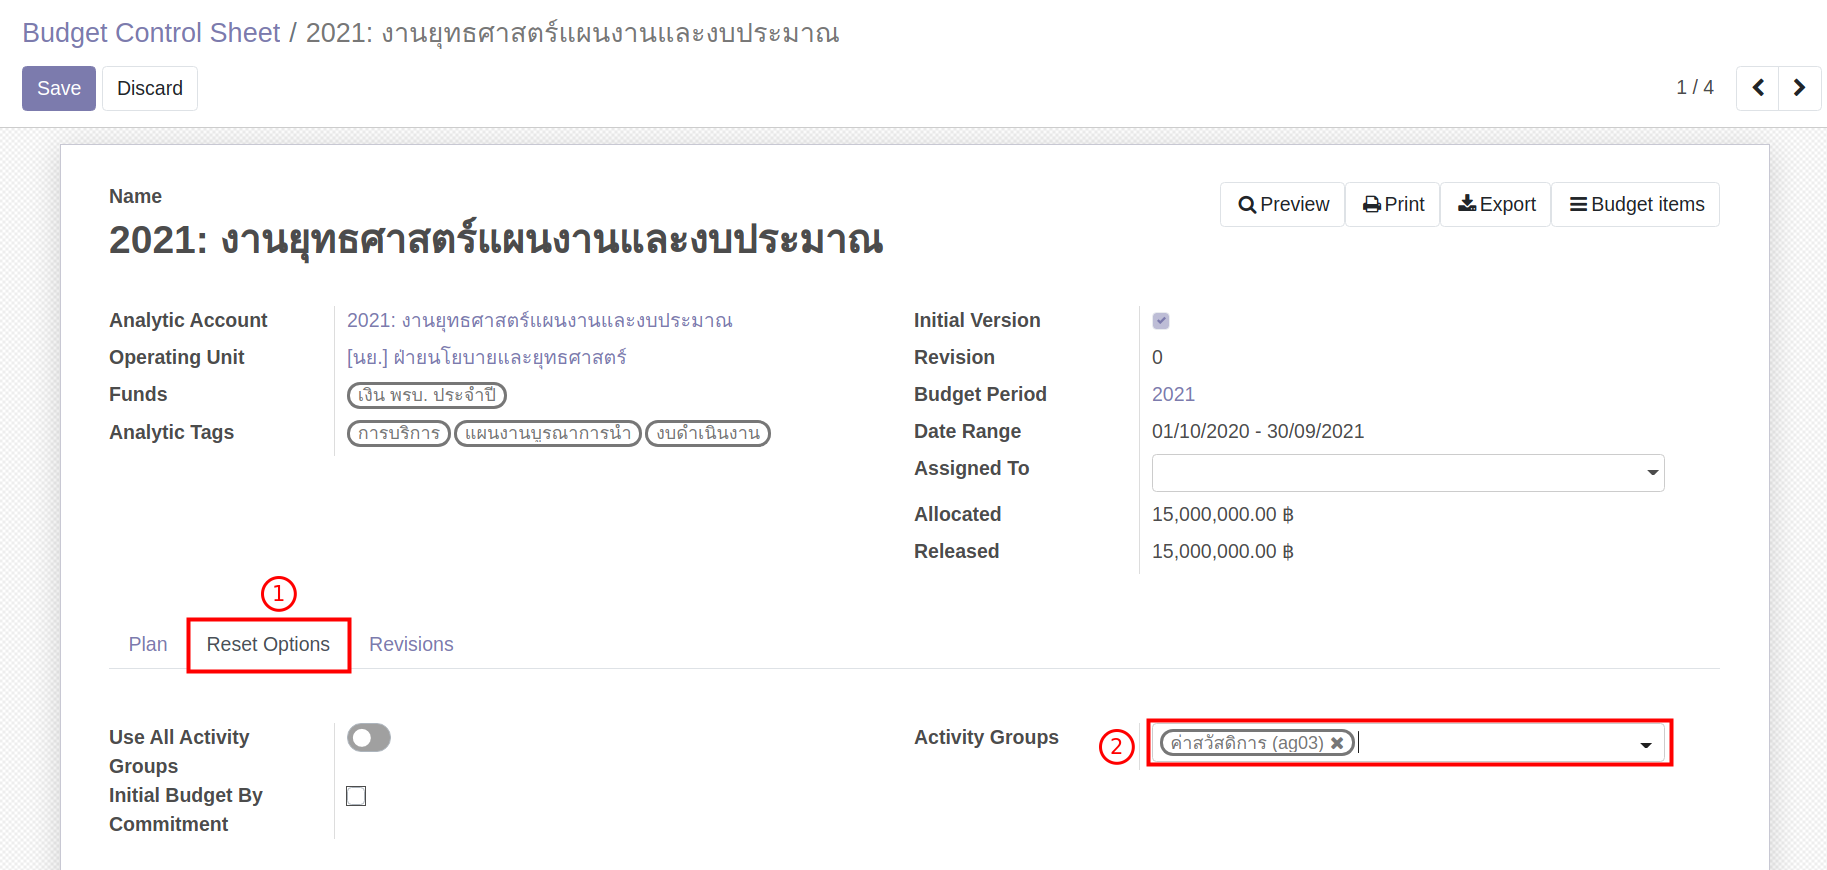 Budget Control Sheet / 2021: งานยุทธศาสตร์แผนงานและงบประมาณ
Save Discard 1 / 4
Name
Preview Print Export Budget items
2021: งานยุทธศาสตร์แผนงานและงบประมาณ
Analytic Account 2021: งานยุทธศาสตร์แผนงานและงบประมาณ
Operating Unit [นย.] ฝ่ายนโยบายและยุทธศาสตร์
Funds เงิน พรบ. ประจำปี
Analytic Tags การบริการ แผนงานบูรณาการนำ งบดำเนินงาน
Initial Version
Revision 0
Budget Period 2021
Date Range 01/10/2020 - 30/09/2021
Assigned To
Allocated 15,000,000.00 ฿
Released 15,000,000.00 ฿
1
Plan Reset Options Revisions
Use All Activity
Groups
Initial Budget By
Commitment
Activity Groups 2 ค่าสวัสดิการ (ag03)